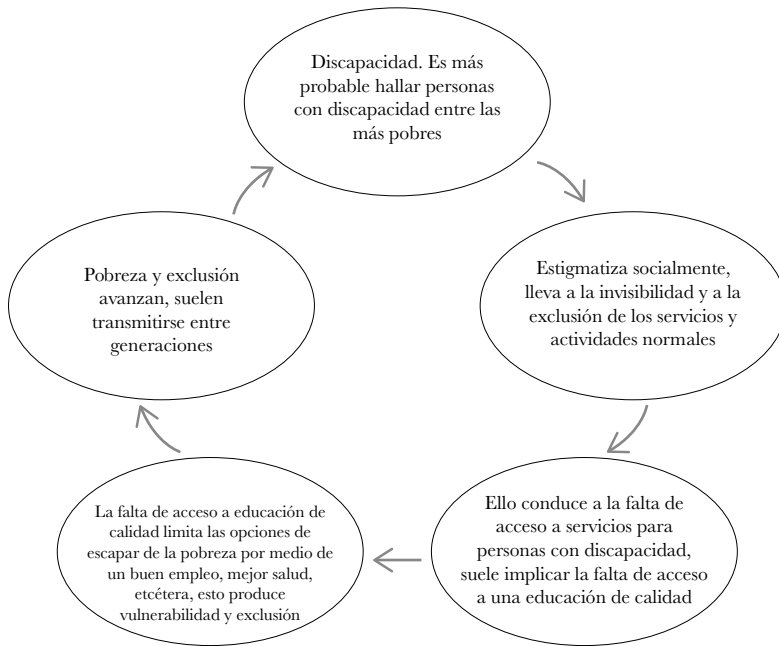 Discapacidad. Es más
probable hallar personas
con discapacidad entre las
más pobres
Estigmatiza socialmente,
lleva a la invisibilidad y a la
exclusión de los servicios y
actividades normales
Ello conduce a la falta de
acceso a servicios para
personas con discapacidad,
suele implicar la falta de acceso
a una educación de calidad
La falta de acceso a educación de
calidad limita las opciones de
escapar de la pobreza por medio de
un buen empleo, mejor salud,
etcétera, esto produce
vulnerabilidad y exclusión
Pobreza y exclusión
avanzan, suelen
transmitirse entre
generaciones